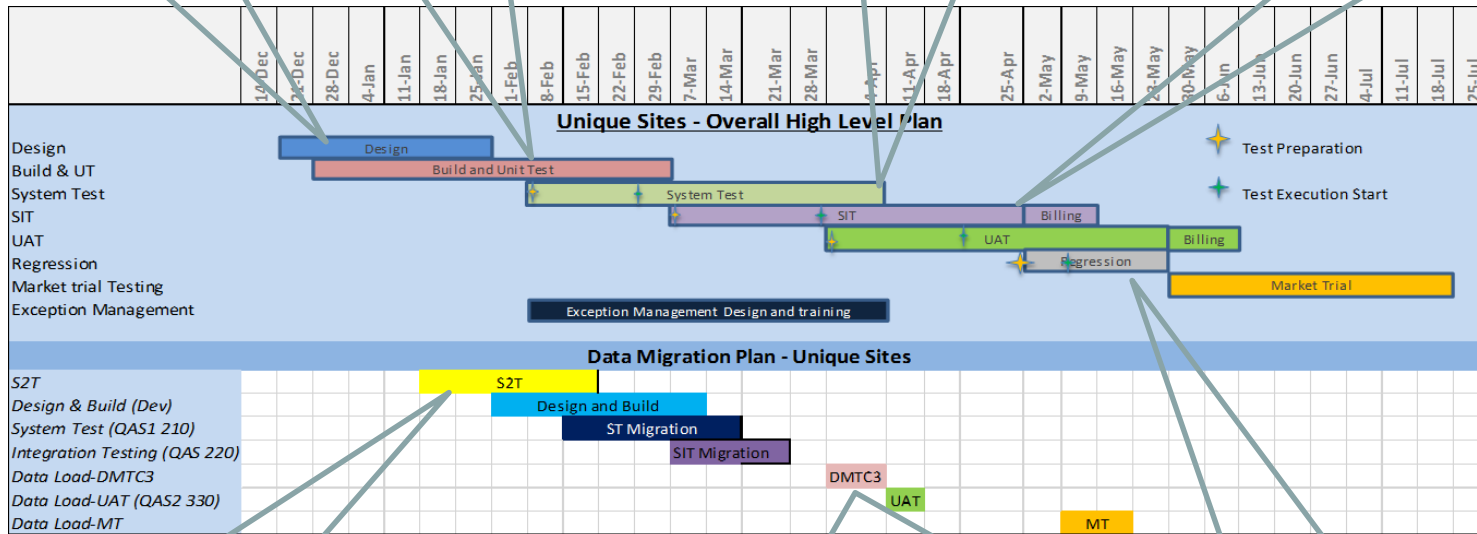 14-Dec 21-Dec 28-Dec 4-Jan 11-Jan 18-Jan 25-Jan 1-Feb 8-Feb 15-Feb 22-Feb 29-Feb 7-Mar 14-Mar 21-Mar 28-Mar 4-Apr 11-Apr 18-Apr 25-Apr 2-May 9-May 16-May 23-May 30-May 6-Jun 13-Jun 20-Jun 27-Jun 4-Jul 11-Jul 18-Jul 25-Jul
Unique Sites - Overall High Level Plan
Design Design Test Preparation
Build & UT Build and Unit Test
System Test System Test Test Execution Start
SIT SIT Billing
UAT UAT Billing
Regression Regression
Market trial Testing Market Trial
Exception Management Exception Management Design and training
Data Migration Plan - Unique Sites
S2T S2T
Design & Build (Dev) Design and Build
System Test (QAS1 210) ST Migration
Integration Testing (QAS 220) SIT Migration
Data Load-DMTC3 DMTC3
Data Load-UAT (QAS2 330) UAT
Data Load-MT MT